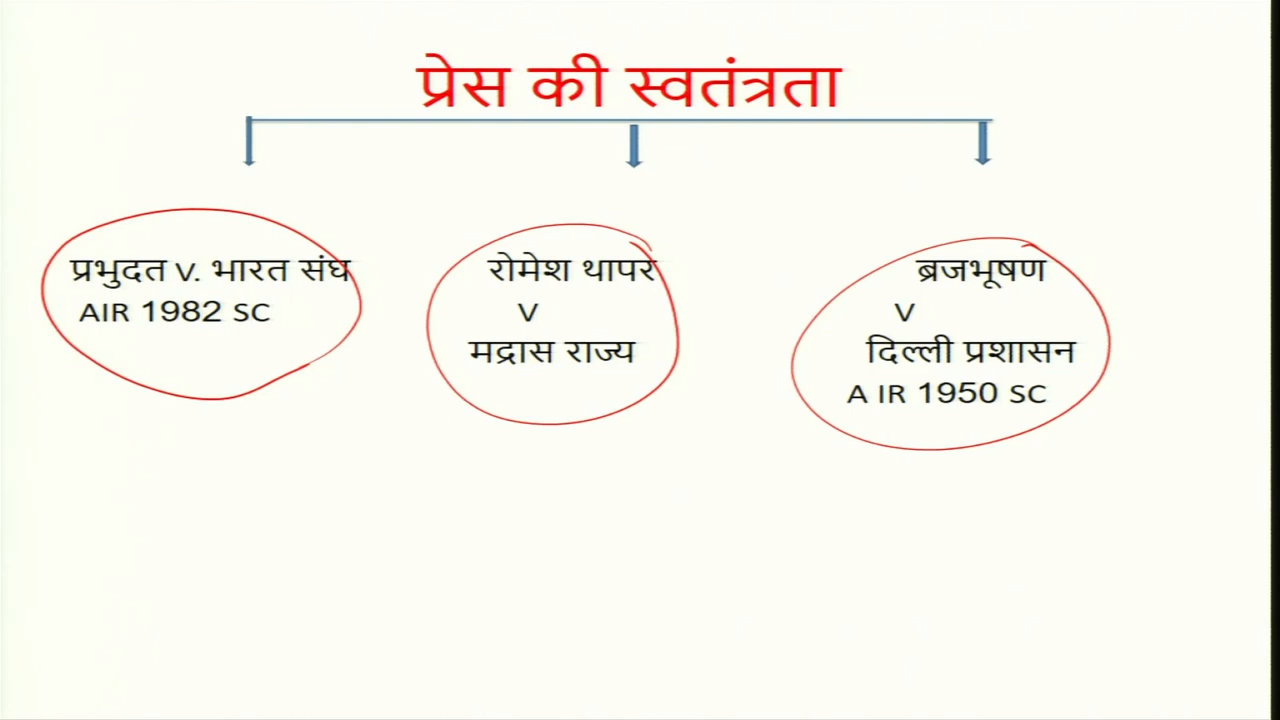 प्रेस की स्वतंत्रता
प्रभुदत v. भारत संघ
AIR 1982 SC
रोमेश थापर
V
मद्रास राज्य
ब्रजभूषण
V
दिल्ली प्रशासन
A IR 1950 SC